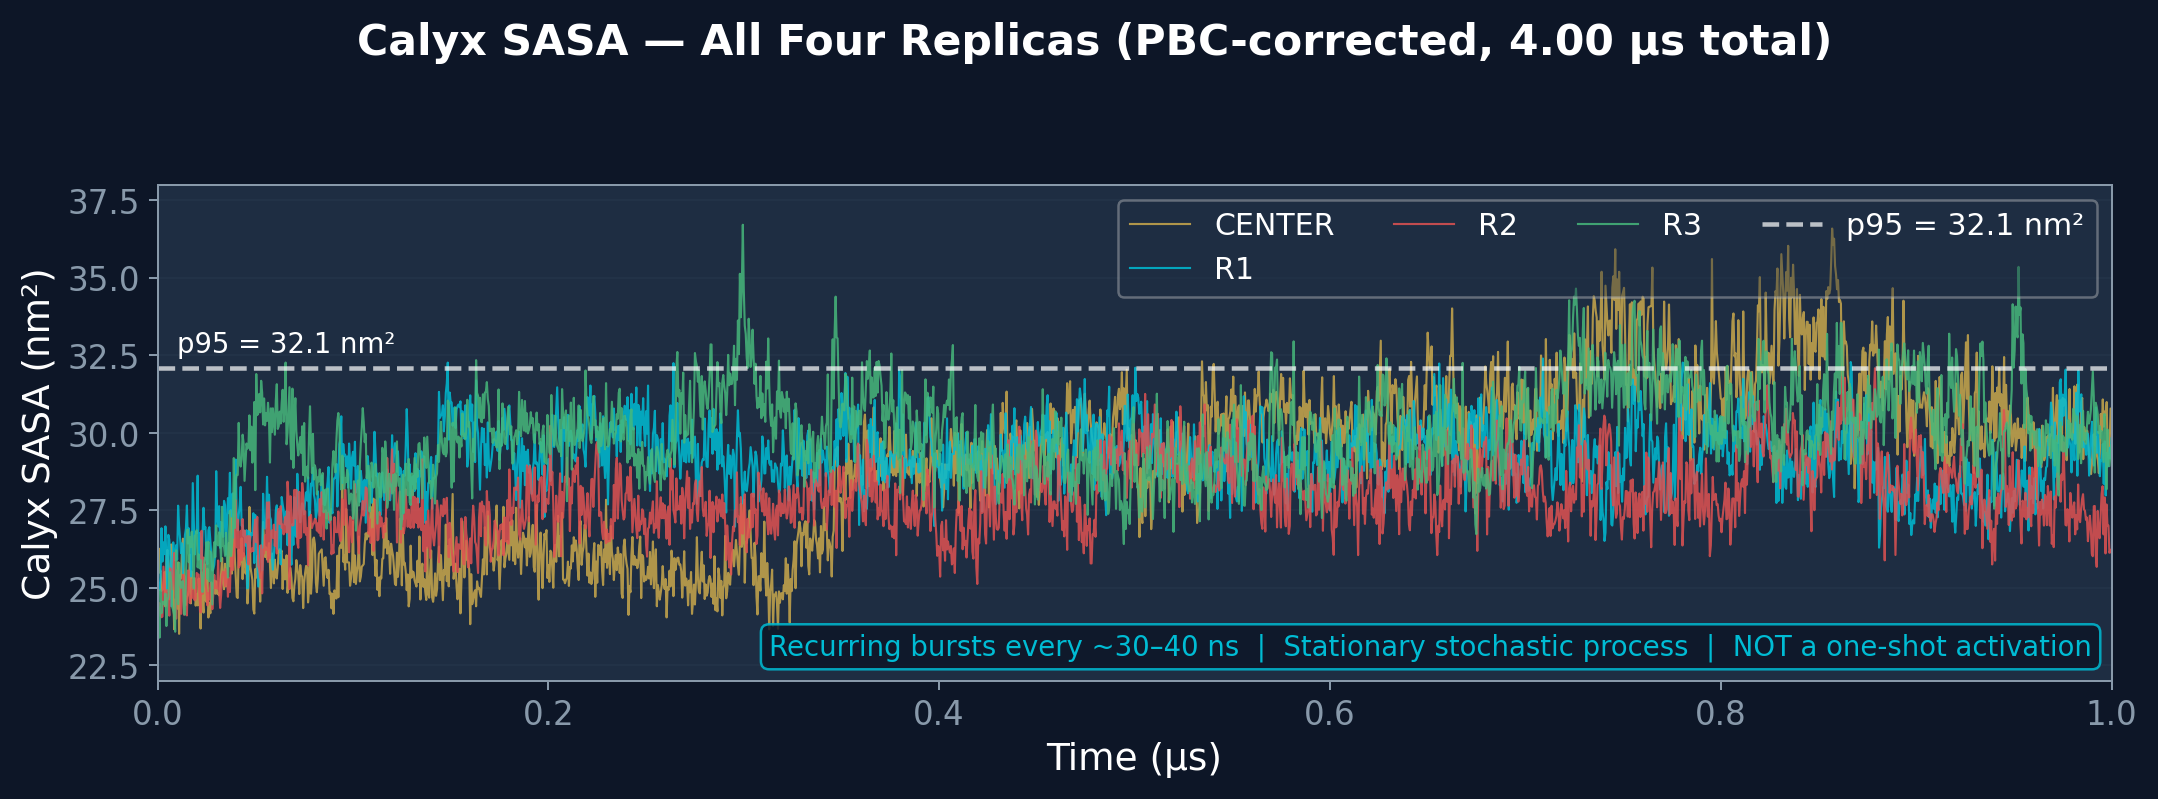 Calyx SASA — All Four Replicas (PBC-corrected, 4.00 µs total)
Calyx SASA (nm²)
37.5
35.0
32.5
30.0
27.5
25.0
22.5
p95 = 32.1 nm²
CENTER
R1
R2
R3
p95 = 32.1 nm²
Recurring bursts every ~30–40 ns | Stationary stochastic process | NOT a one-shot activation
0.0
0.2
0.4
0.6
0.8
1.0
Time (µs)